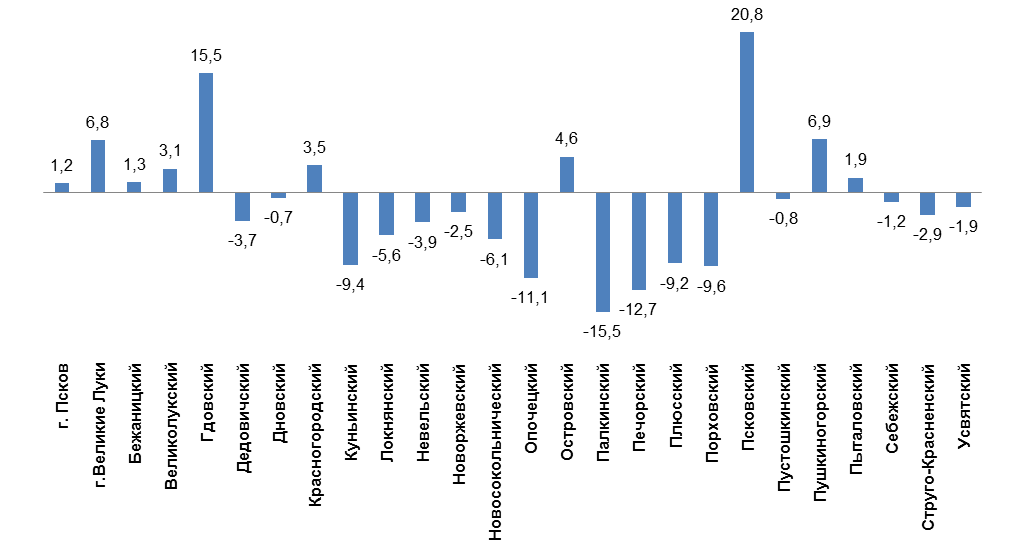 1,2
6,8
1,3
3,1
15,5
-3,7
-0,7
3,5
-9,4
-5,6
-3,9
-2,5
-6,1
-11,1
4,6
-15,5
-12,7
-9,2
-9,6
20,8
-0,8
6,9
1,9
-1,2
-2,9
-1,9
г. Псков
г.Великие Луки
Бежаницкий
Великолукский
Гдовский
Дедовичский
Дновский
Красногородский
Куньинский
Локнянский
Невельский
Новоржевский
Новосокольнический
Опочецкий
Островский
Палкинский
Печорский
Плюсский
Порховский
Псковский
Пустошкинский
Пушкиногорский
Пыталовский
Себежский
Струго-Красненский
Усвятский